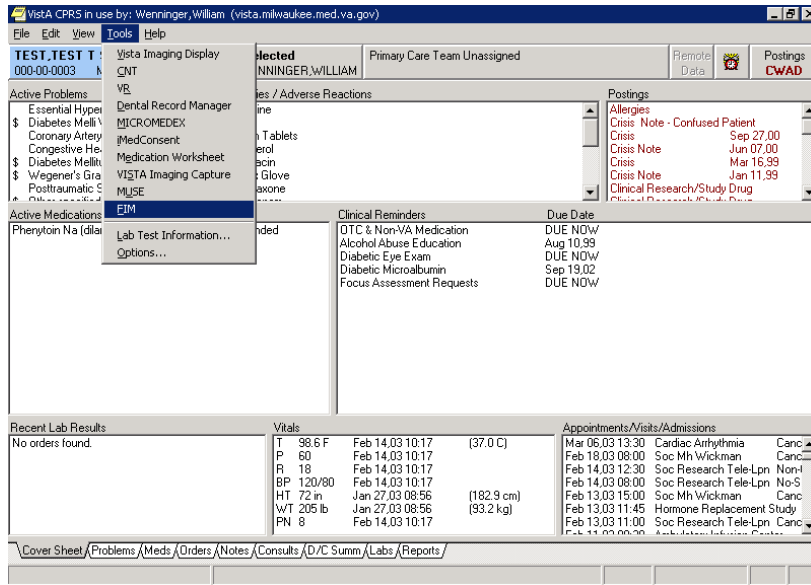 VistA CPRS in use by: Wenninger,William (vista.milwaukee.med.va.gov)
File Edit View Tools Help
TEST,TEST T
000-00-0003
elected
NNINGER,WILLIAM
Primary Care Team Unassigned
Remote
Data
Postings
CWAD
Vista Imaging Display
CNT
VR
Dental Record Manager
MICROMEDEX
iMedConsent
Medication Worksheet
VISTA Imaging Capture
MUSE
FIM
Lab Test Information...
Options...
Active Problems
Essential Hyper
$ Diabetes Melli
Coronary Artery
Congestive He
$ Diabetes Mellitu
$ Wegener's Gra
Posttraumatic S
ies / Adverse Reactions
ine
n Tablets
erol
acin
Glove
axone
Postings
Allergies
Crisis Note - Confused Patient
Crisis Sep 27,00
Crisis Note Jun 07,00
Crisis Mar 16,99
Crisis Note Jan 11,99
Clinical Research/Study Drug
Clinical Research/Study Drug
Active Medications
Phenytoin Na (dilan
nded
Clinical Reminders Due Date
OTC & Non-VA Medication DUE NOW
Alcohol Abuse Education Aug 10,99
Diabetic Eye Exam DUE NOW
Diabetic Microalbumin Sep 19,02
Focus Assessment Requests DUE NOW
Recent Lab Results
No orders found.
Vitals
T 98.6 F Feb 14,03 10:17 (37.0 C)
P 60 Feb 14,03 10:17
R 18 Feb 14,03 10:17
BP 120/80 Feb 14,03 10:17
HT 72 in Jan 27,03 08:56 (182.9 cm)
WT 205 lb Jan 27,03 08:56 (93.2 kg)
PN 8 Feb 14,03 10:17
Appointments/Visits/Admissions
Mar 06,03 13:30 Cardiac Arrhythmia Canc
Feb 18,03 08:00 Soc Mh Wickman Canc
Feb 14,03 12:30 Soc Research Tele-Lpn Non-
Feb 14,03 08:00 Soc Research Tele-Lpn No-S
Feb 13,03 15:00 Soc Mh Wickman Canc
Feb 13,03 11:45 Hormone Replacement Study
Feb 13,03 11:00 Soc Research Tele-Lpn Canc
Cover Sheet Problems Meds Orders Notes Consults D/C Summ Labs Reports